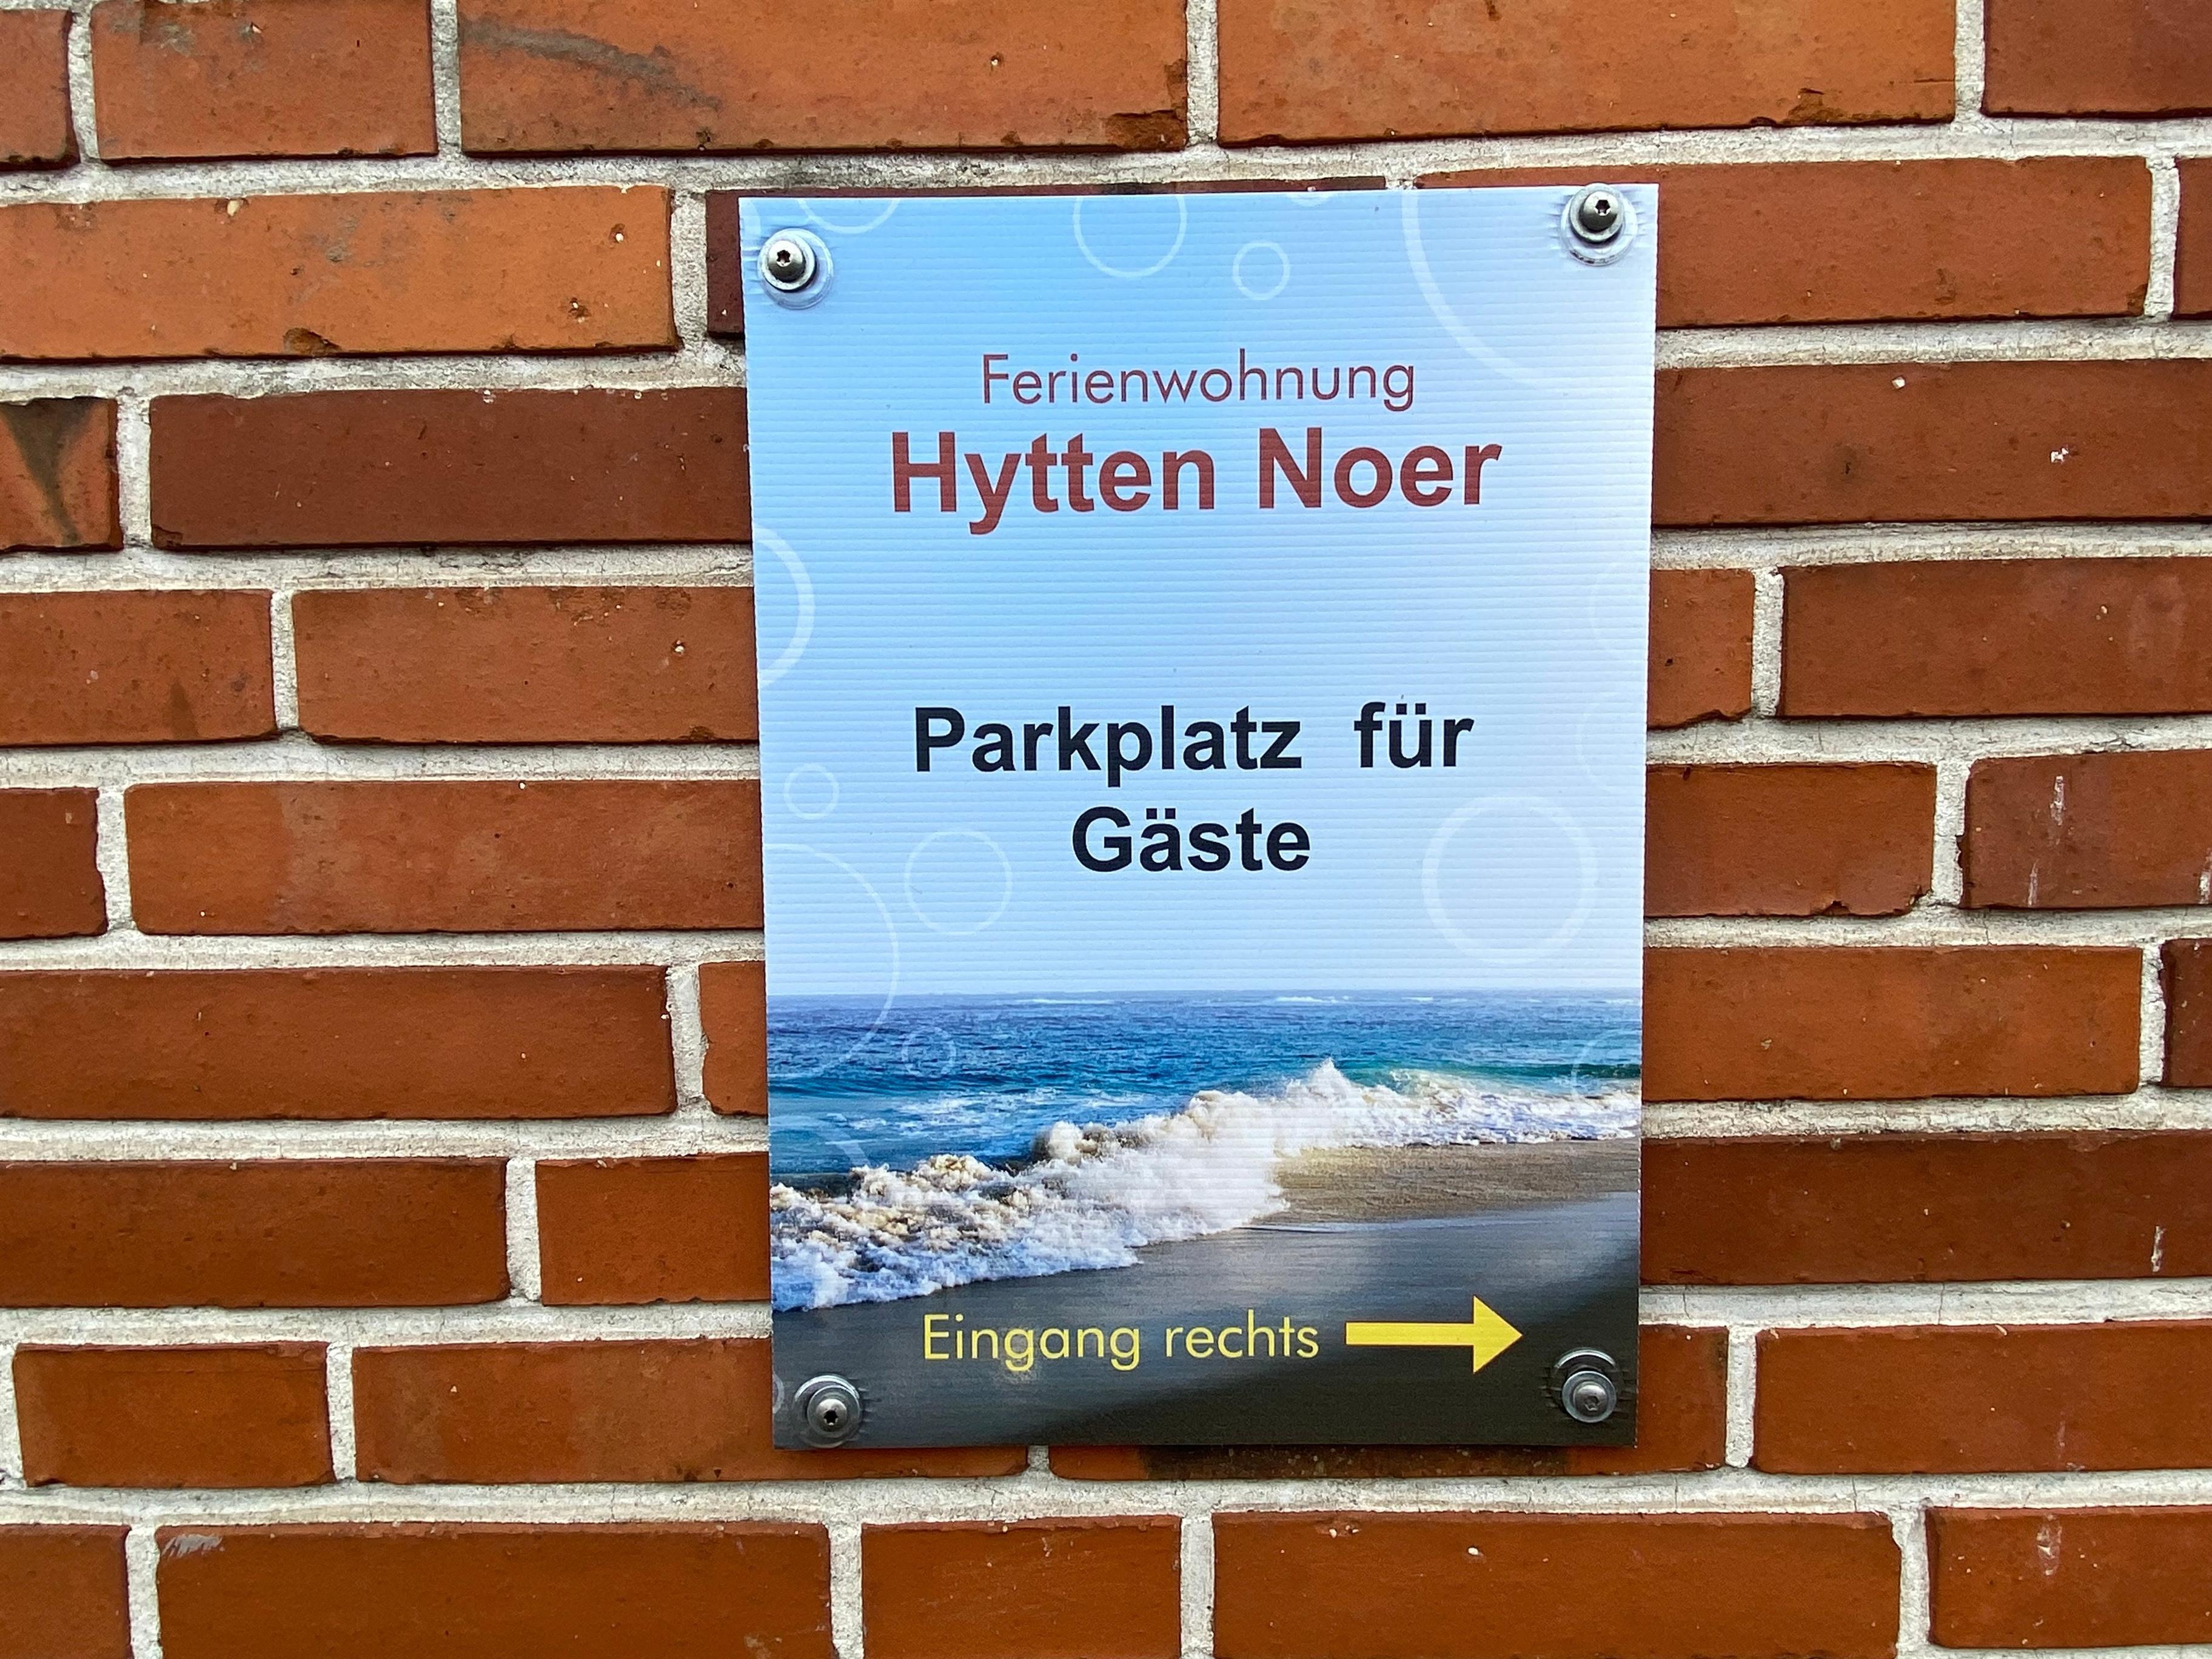 Ferienwohnung
Hytten Noer
Parkplatz für
Gäste
Eingang rechts